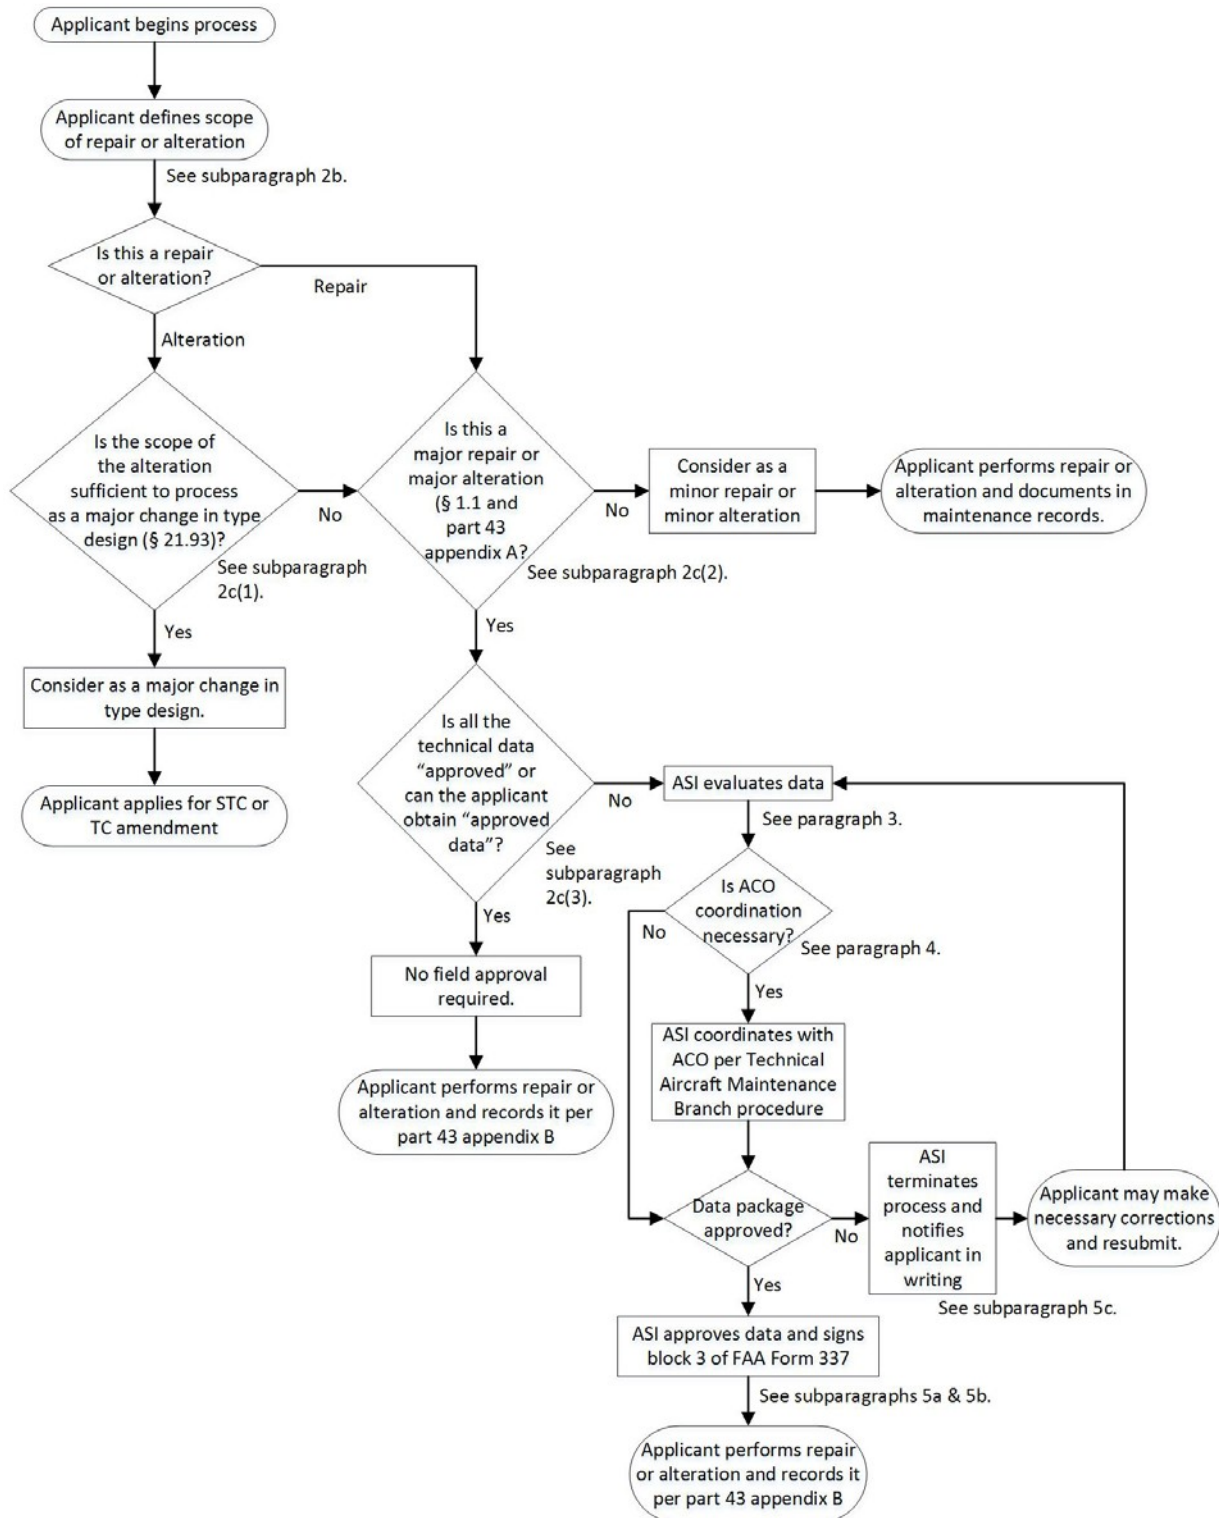 Applicant begins process
Applicant defines scope
of repair or alteration
See subparagraph 2b.
Is this a repair
or alteration?
Repair
Alteration
Is the scope of
the alteration
sufficient to process
as a major change in type
design (§ 21.93)?
No
See subparagraph
2c(1).
Yes
Consider as a major change in
type design.
Applicant applies for STC or
TC amendment
Is this a
major repair or
major alteration
(§ 1.1 and
part 43
appendix A?
No
See subparagraph 2c(2).
Consider as a
minor repair or
minor alteration
Applicant performs repair or
alteration and documents in
maintenance records.
Yes
Is all the
technical data
“approved” or
can the applicant
obtain “approved
data”?
No
See
subparagraph
2c(3).
Yes
No field approval
required.
Applicant performs repair or
alteration and records it per
part 43 appendix B
ASI evaluates data
See paragraph 3.
Is ACO
coordination
necessary?
No
See paragraph 4.
Yes
ASI coordinates with
ACO per Technical
Aircraft Maintenance
Branch procedure
Data package
approved?
No
ASI
terminates
process and
notifies
applicant in
writing
See subparagraph 5c.
Applicant may make
necessary corrections
and resubmit.
Yes
ASI approves data and signs
block 3 of FAA Form 337
See subparagraphs 5a & 5b.
Applicant performs repair
or alteration and records it
per part 43 appendix B